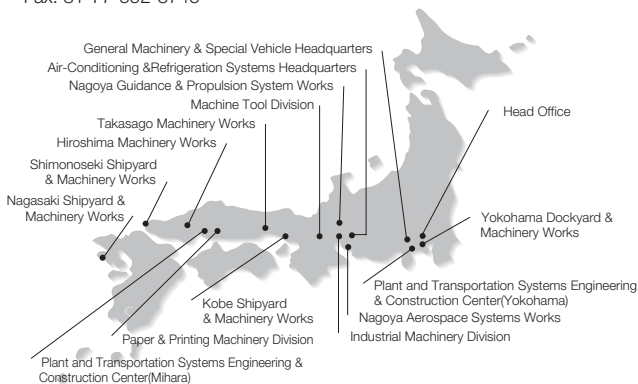 Fax: 81-77-552-3745
General Machinery & Special Vehicle Headquarters
Air-Conditioning &Refrigeration Systems Headquarters
Nagoya Guidance & Propulsion System Works
Machine Tool Division
Takasago Machinery Works
Hiroshima Machinery Works
Shimonoseki Shipyard
& Machinery Works
Nagasaki Shipyard &
Machinery Works
Head Office
Yokohama Dockyard &
Machinery Works
Plant and Transportation Systems Engineering
& Construction Center(Yokohama)
Nagoya Aerospace Systems Works
Industrial Machinery Division
Kobe Shipyard
& Machinery Works
Paper & Printing Machinery Division
Plant and Transportation Systems Engineering &
Construction Center(Mihara)